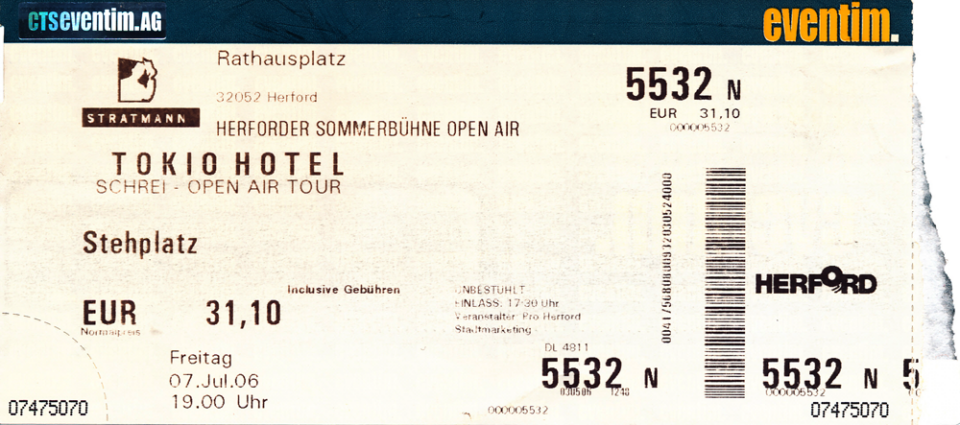 CTSeventim.AG
eventim.
Rathausplatz
32052 Herford
STRATMANN
HERFORDER SOMMERBÜHNE OPEN AIR
5532 N
EUR 31,10
000005532
TOKIO HOTEL
SCHREI - OPEN AIR TOUR
Stehplatz
Inclusive Gebühren
EUR 31,10
Normalpreis
UNBESTUHLT
EINLASS: 17:30 Uhr
Veranstalter: Pro Herford
Stadtmarketing
HERFORD
Freitag
07.Jul.06
19.00 Uhr
DL 4811
5532 N
1248
000005532
07475070
5532 N 5
000005532
07475070